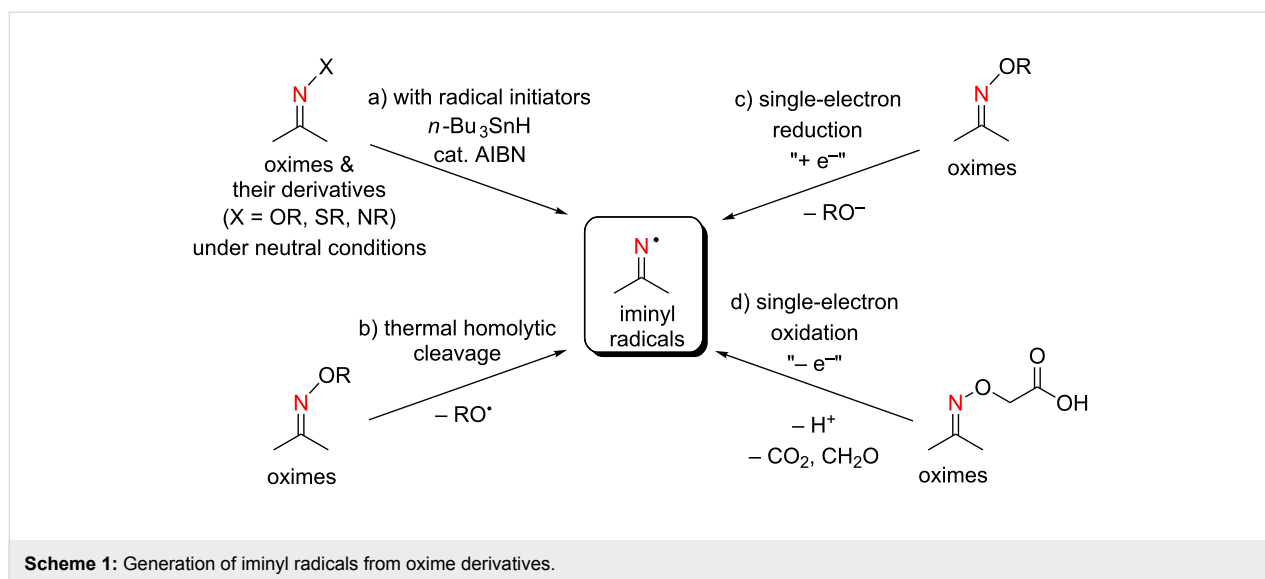 X
N
oximes &
their derivatives
(X = OR, SR, NR)
under neutral conditions
a) with radical initiators
n-Bu₃SnH
cat. AIBN
c) single-electron
reduction
"+ e⁻"
– RO⁻
OR
N
oximes
N•
iminyl
radicals
b) thermal homolytic
cleavage
– RO•
OR
N
oximes
d) single-electron
oxidation
"– e⁻"
– H⁺
– CO₂, CH₂O
O
O
N
OH
oximes
Scheme 1: Generation of iminyl radicals from oxime derivatives.